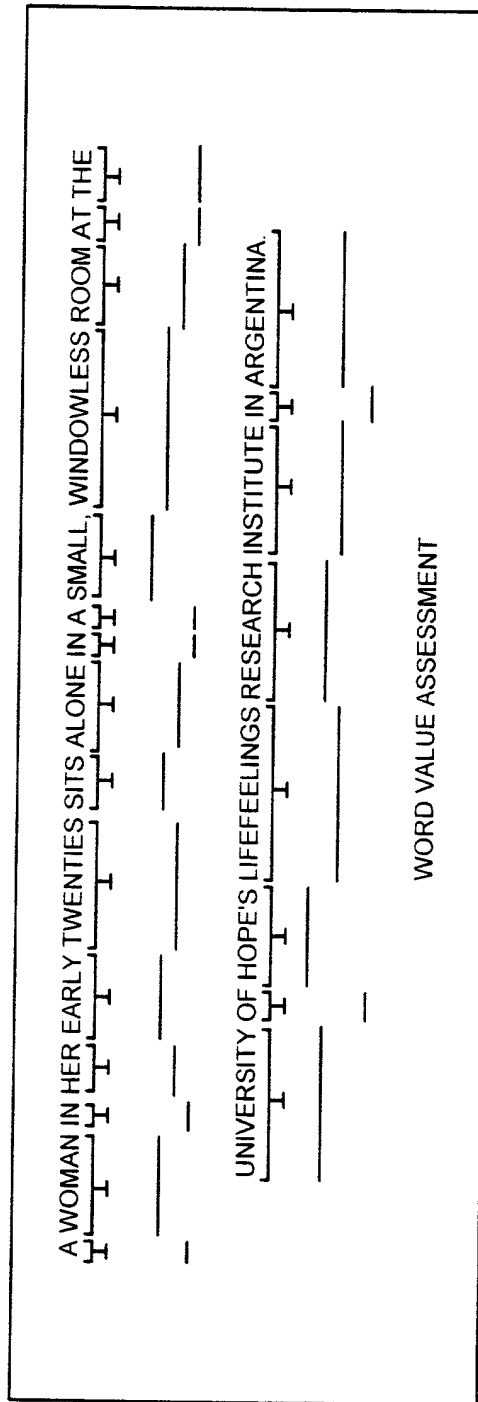 A WOMAN IN HER EARLY TWENTIES SITS ALONE IN A SMALL, WINDOWLESS ROOM AT THE
UNIVERSITY OF HOPE'S LIFEFEELINGS RESEARCH INSTITUTE IN ARGENTINA.
WORD VALUE ASSESSMENT